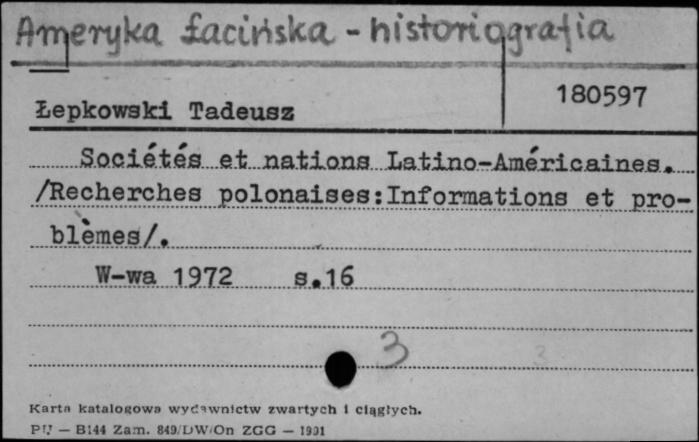 Ameryka Łacińska - historiografia
180597
Łepkowski Tadeusz
Sociétés et nations Latino-Américaines.
/Recherches polonaises:Informations et pro-
blèmes/.
W-wa 1972 s.16
3
Karta katalogowa wydawnictw zwartych i ciągłych.
PU — B144 Zam. 849/DW/On ZGG — 1991